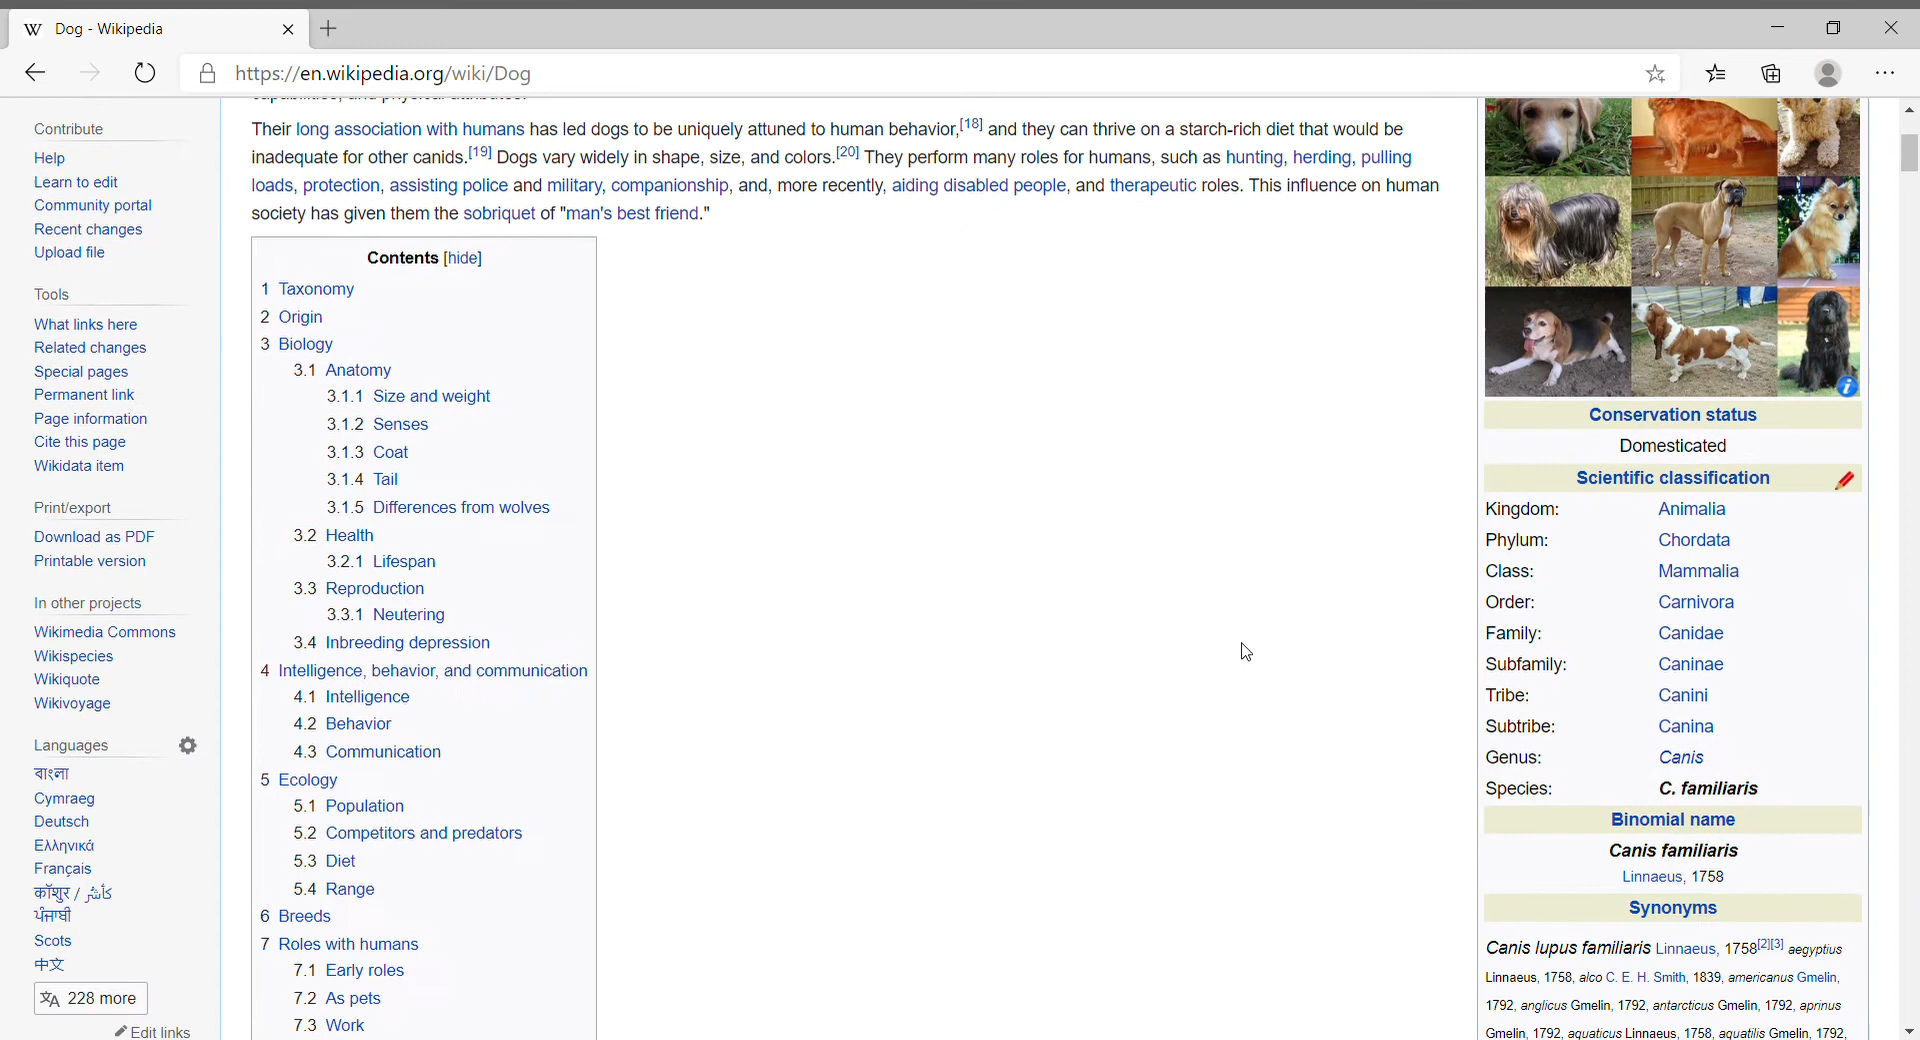 Dog - Wikipedia
https://en.wikipedia.org/wiki/Dog
Contribute
Help
Learn to edit
Community portal
Recent changes
Upload file
Tools
What links here
Related changes
Special pages
Permanent link
Page information
Cite this page
Wikidata item
Print/export
Download as PDF
Printable version
In other projects
Wikimedia Commons
Wikispecies
Wikiquote
Wikivoyage
Languages
বাংলা
Cymraeg
Deutsch
Ελληνικά
Français
कॉशुर / كٲشُر
ਪੰਜਾਬੀ
Scots
中文
228 more
Edit links
capabilities, and physical attributes.
Their long association with humans has led dogs to be uniquely attuned to human behavior,[18] and they can thrive on a starch-rich diet that would be
inadequate for other canids.[19] Dogs vary widely in shape, size, and colors.[20] They perform many roles for humans, such as hunting, herding, pulling
loads, protection, assisting police and military, companionship, and, more recently, aiding disabled people, and therapeutic roles. This influence on human
society has given them the sobriquet of "man's best friend."
Contents [hide]
1 Taxonomy
2 Origin
3 Biology
3.1 Anatomy
3.1.1 Size and weight
3.1.2 Senses
3.1.3 Coat
3.1.4 Tail
3.1.5 Differences from wolves
3.2 Health
3.2.1 Lifespan
3.3 Reproduction
3.3.1 Neutering
3.4 Inbreeding depression
4 Intelligence, behavior, and communication
4.1 Intelligence
4.2 Behavior
4.3 Communication
5 Ecology
5.1 Population
5.2 Competitors and predators
5.3 Diet
5.4 Range
6 Breeds
7 Roles with humans
7.1 Early roles
7.2 As pets
7.3 Work
Conservation status
Domesticated
Scientific classification
Kingdom: Animalia
Phylum: Chordata
Class: Mammalia
Order: Carnivora
Family: Canidae
Subfamily: Caninae
Tribe: Canini
Subtribe: Canina
Genus: Canis
Species: C. familiaris
Binomial name
Canis familiaris
Linnaeus, 1758
Synonyms
Canis lupus familiaris Linnaeus, 1758[2][3] aegyptius
Linnaeus, 1758, alco C. E. H. Smith, 1839, americanus Gmelin,
1792, anglicus Gmelin, 1792, antarcticus Gmelin, 1792, aprinus
Gmelin, 1792, aquaticus Linnaeus, 1758, aquatilis Gmelin, 1792,